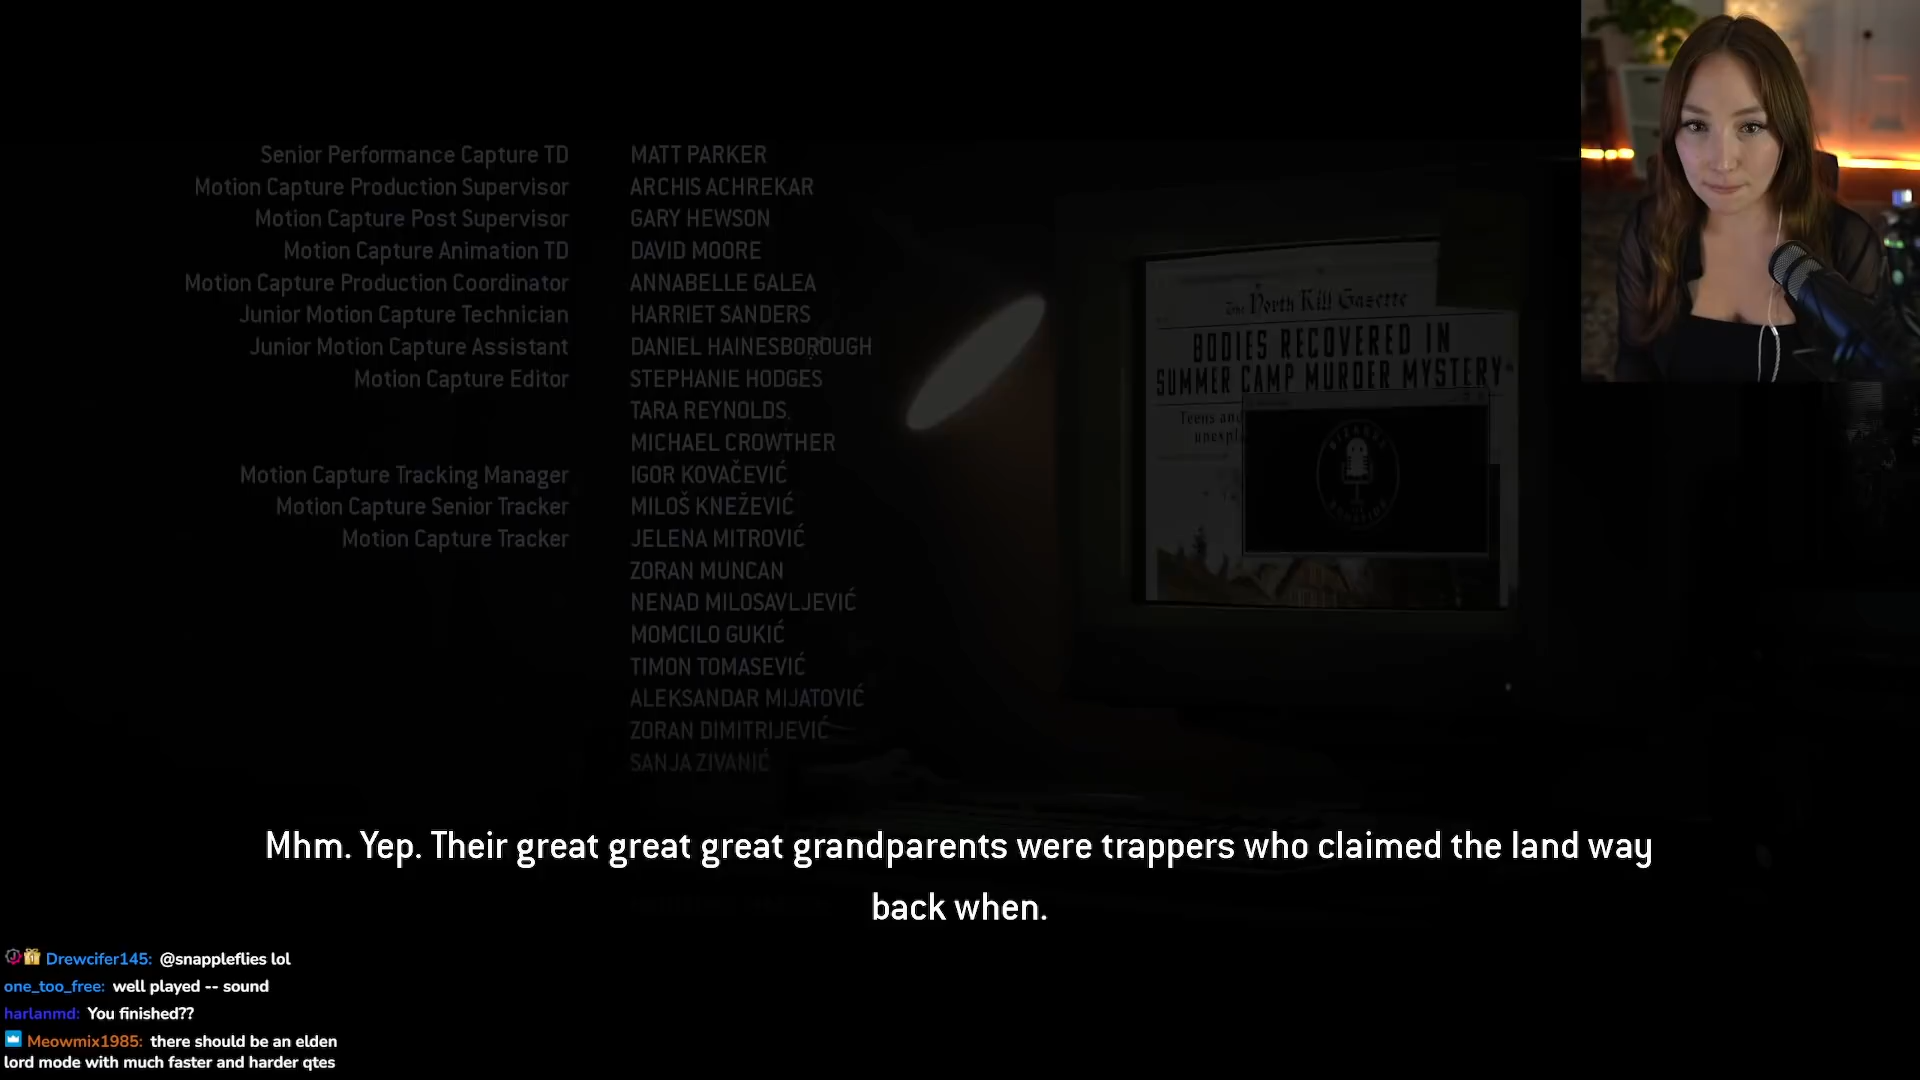 Senior Performance Capture TD MATT PARKER
Motion Capture Production Supervisor ARCHIS ACHREKAR
Motion Capture Post Supervisor GARY HEWSON
Motion Capture Animation TD DAVID MOORE
Motion Capture Production Coordinator ANNABELLE GALEA
Junior Motion Capture Technician HARRIET SANDERS
Junior Motion Capture Assistant DANIEL HAINESBOROUGH
Motion Capture Editor STEPHANIE HODGES
TARA REYNOLDS
MICHAEL CROWTHER
Motion Capture Tracking Manager IGOR KOVAČEVIĆ
Motion Capture Senior Tracker MILOŠ KNEŽEVIĆ
Motion Capture Tracker JELENA MITROVIĆ
ZORAN MUNCAN
NENAD MILOSAVLJEVIĆ
MOMCILO GUKIĆ
TIMON TOMASEVIĆ
ALEKSANDAR MIJATOVIĆ
ZORAN DIMITRIJEVIĆ
SANJA ZIVANIĆ
The North Kill Gazette
BODIES RECOVERED IN
SUMMER CAMP MURDER MYSTERY
Teens and
unexpl
Mhm. Yep. Their great great great grandparents were trappers who claimed the land way
back when.
Drewcifer145: @snappleflies lol
one_too_free: well played -- sound
harlanmd: You finished??
Meowmix1985: there should be an elden
lord mode with much faster and harder qtes